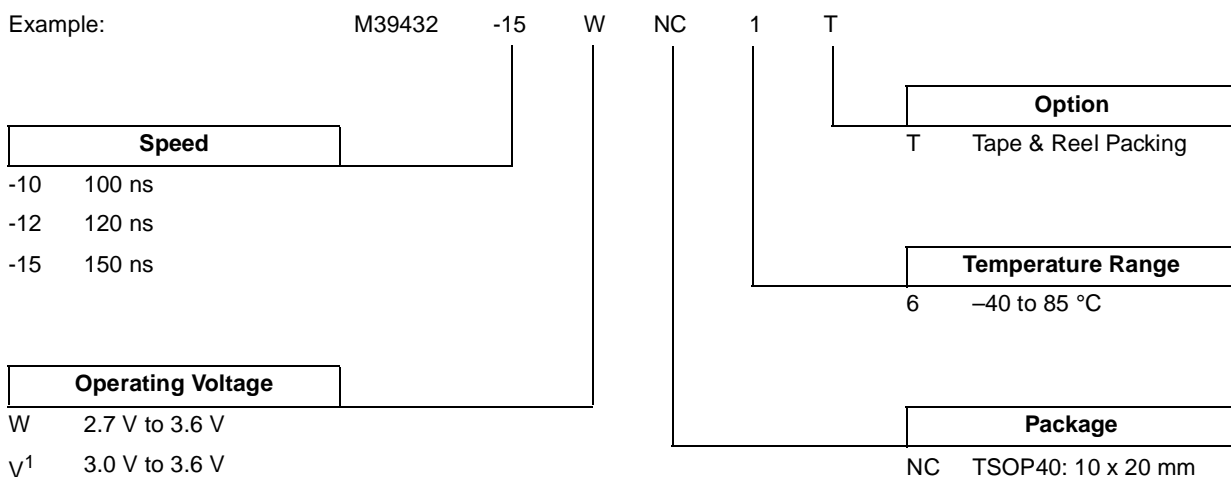 Example: M39432 -15 W NC 1 T
Option
T Tape & Reel Packing
Speed
-10 100 ns
-12 120 ns
-15 150 ns
Temperature Range
6 –40 to 85 °C
Operating Voltage
W 2.7 V to 3.6 V
V1 3.0 V to 3.6 V
Package
NC TSOP40: 10 x 20 mm